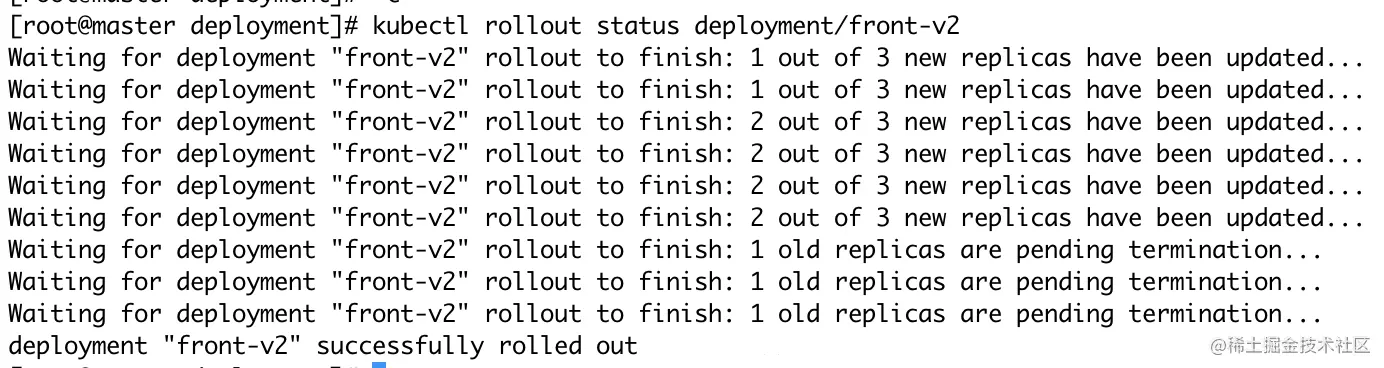 [root@master deployment]# ^C
[root@master deployment]# kubectl rollout status deployment/front-v2
Waiting for deployment "front-v2" rollout to finish: 1 out of 3 new replicas have been updated...
Waiting for deployment "front-v2" rollout to finish: 1 out of 3 new replicas have been updated...
Waiting for deployment "front-v2" rollout to finish: 2 out of 3 new replicas have been updated...
Waiting for deployment "front-v2" rollout to finish: 2 out of 3 new replicas have been updated...
Waiting for deployment "front-v2" rollout to finish: 2 out of 3 new replicas have been updated...
Waiting for deployment "front-v2" rollout to finish: 2 out of 3 new replicas have been updated...
Waiting for deployment "front-v2" rollout to finish: 1 old replicas are pending termination...
Waiting for deployment "front-v2" rollout to finish: 1 old replicas are pending termination...
Waiting for deployment "front-v2" rollout to finish: 1 old replicas are pending termination...
deployment "front-v2" successfully rolled out
@稀土掘金技术社区